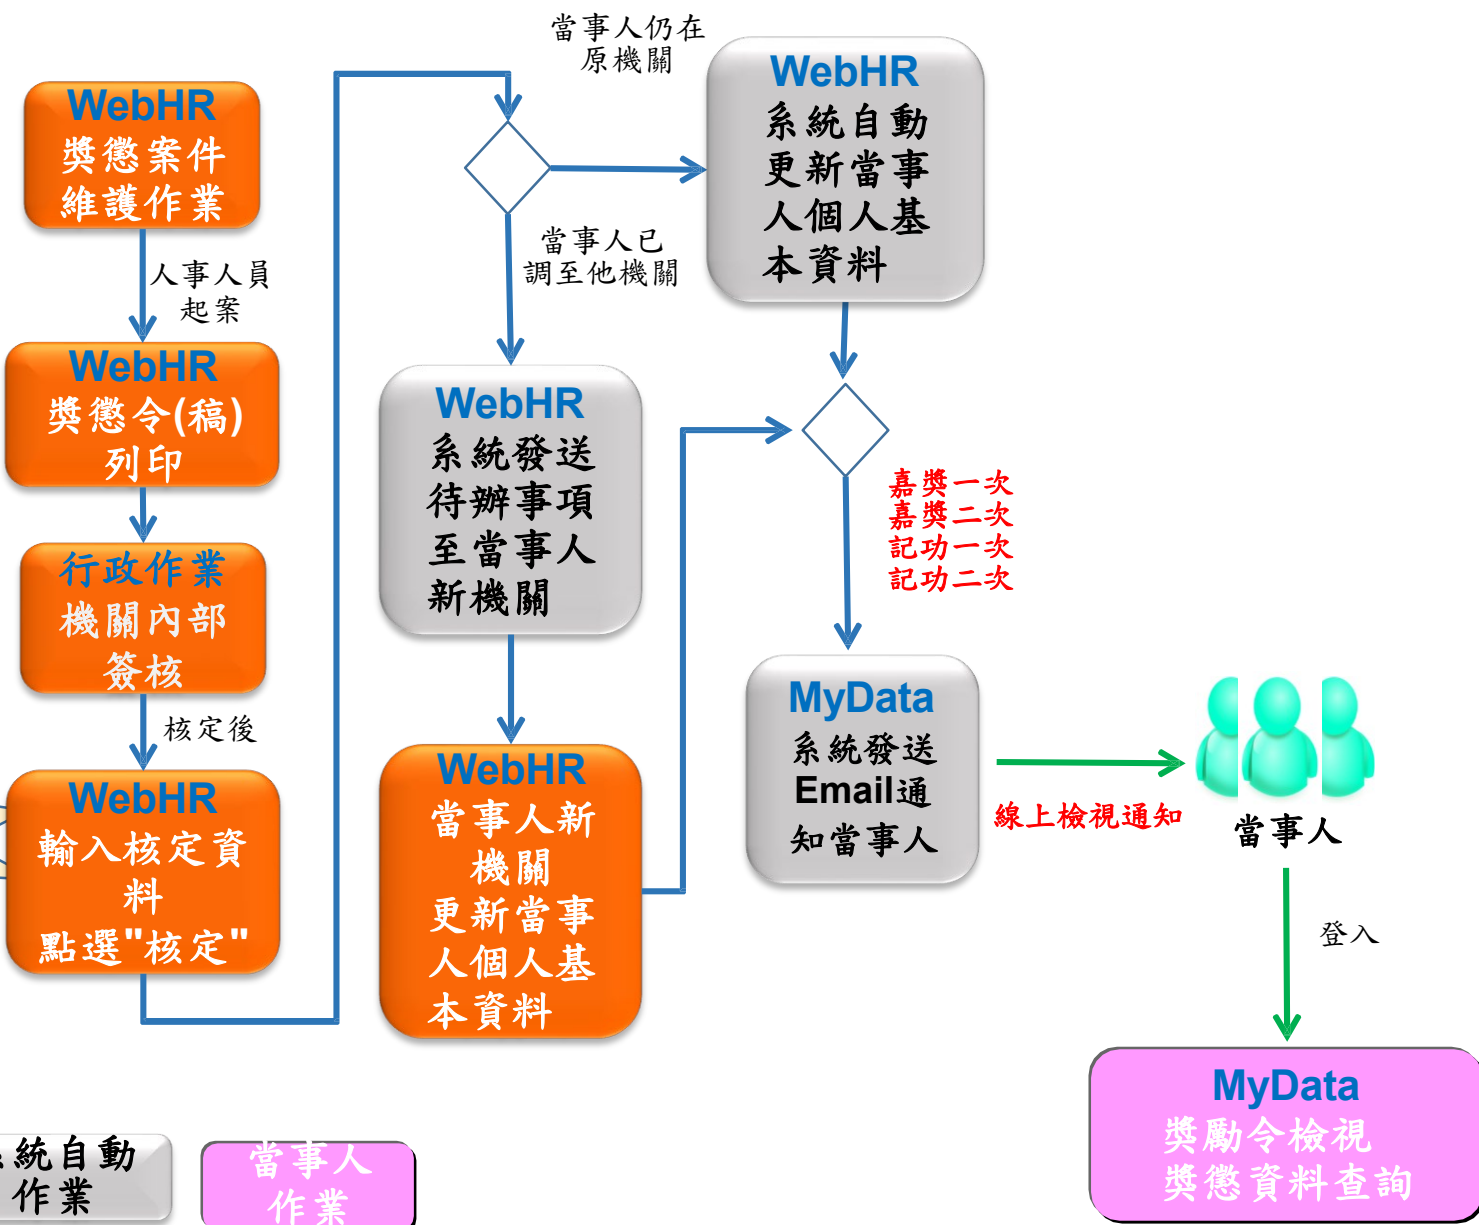 WebHR
獎懲案件
維護作業
人事人員
起案
WebHR
獎懲令(稿)
列印
行政作業
機關內部
簽核
核定後
WebHR
輸入核定資
料
點選"核定"
當事人仍在
原機關
當事人已
調至他機關
WebHR
系統自動
更新當事
人個人基
本資料
WebHR
系統發送
待辦事項
至當事人
新機關
WebHR
當事人新
機關
更新當事
人個人基
本資料
嘉獎一次
嘉獎二次
記功一次
記功二次
MyData
系統發送
Email通
知當事人
線上檢視通知
當事人
登入
MyData
獎勵令檢視
獎懲資料查詢
系統自動
作業
當事人
作業